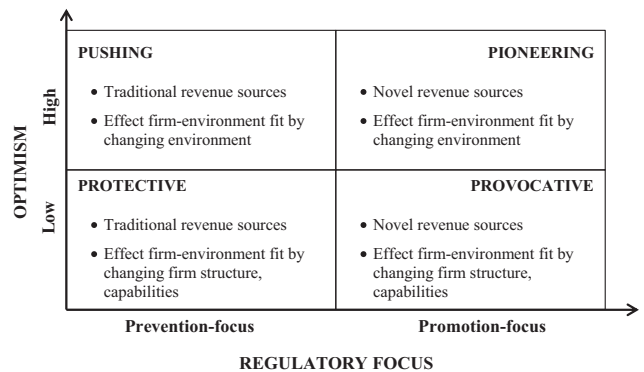 PUSHING
• Traditional revenue sources
• Effect firm-environment fit by
changing environment
PIONEERING
• Novel revenue sources
• Effect firm-environment fit by
changing environment
PROTECTIVE
• Traditional revenue sources
• Effect firm-environment fit by
changing firm structure,
capabilities
PROVOCATIVE
• Novel revenue sources
• Effect firm-environment fit by
changing firm structure,
capabilities
OPTIMISM
High
Low
Prevention-focus
Promotion-focus
REGULATORY FOCUS